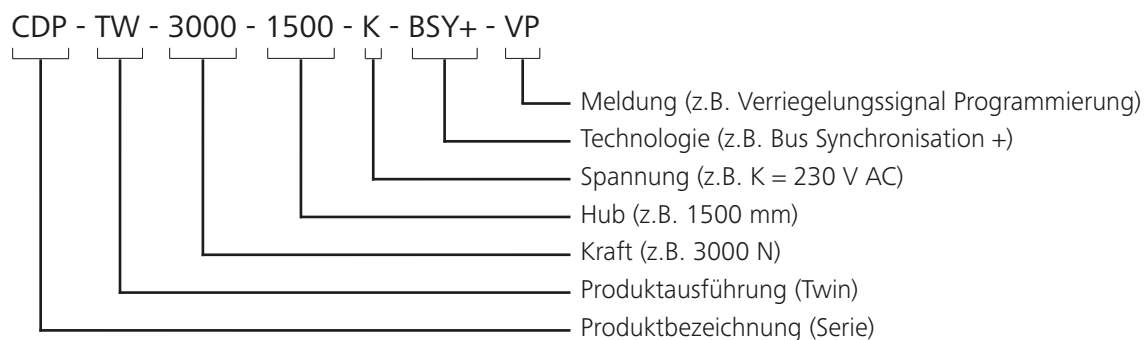 CDP - TW - 3000 - 1500 - K - BSY+ - VP
Meldung (z.B. Verriegelungssignal Programmierung)
Technologie (z.B. Bus Synchronisation +)
Spannung (z.B. K = 230 V AC)
Hub (z.B. 1500 mm)
Kraft (z.B. 3000 N)
Produktausführung (Twin)
Produktbezeichnung (Serie)